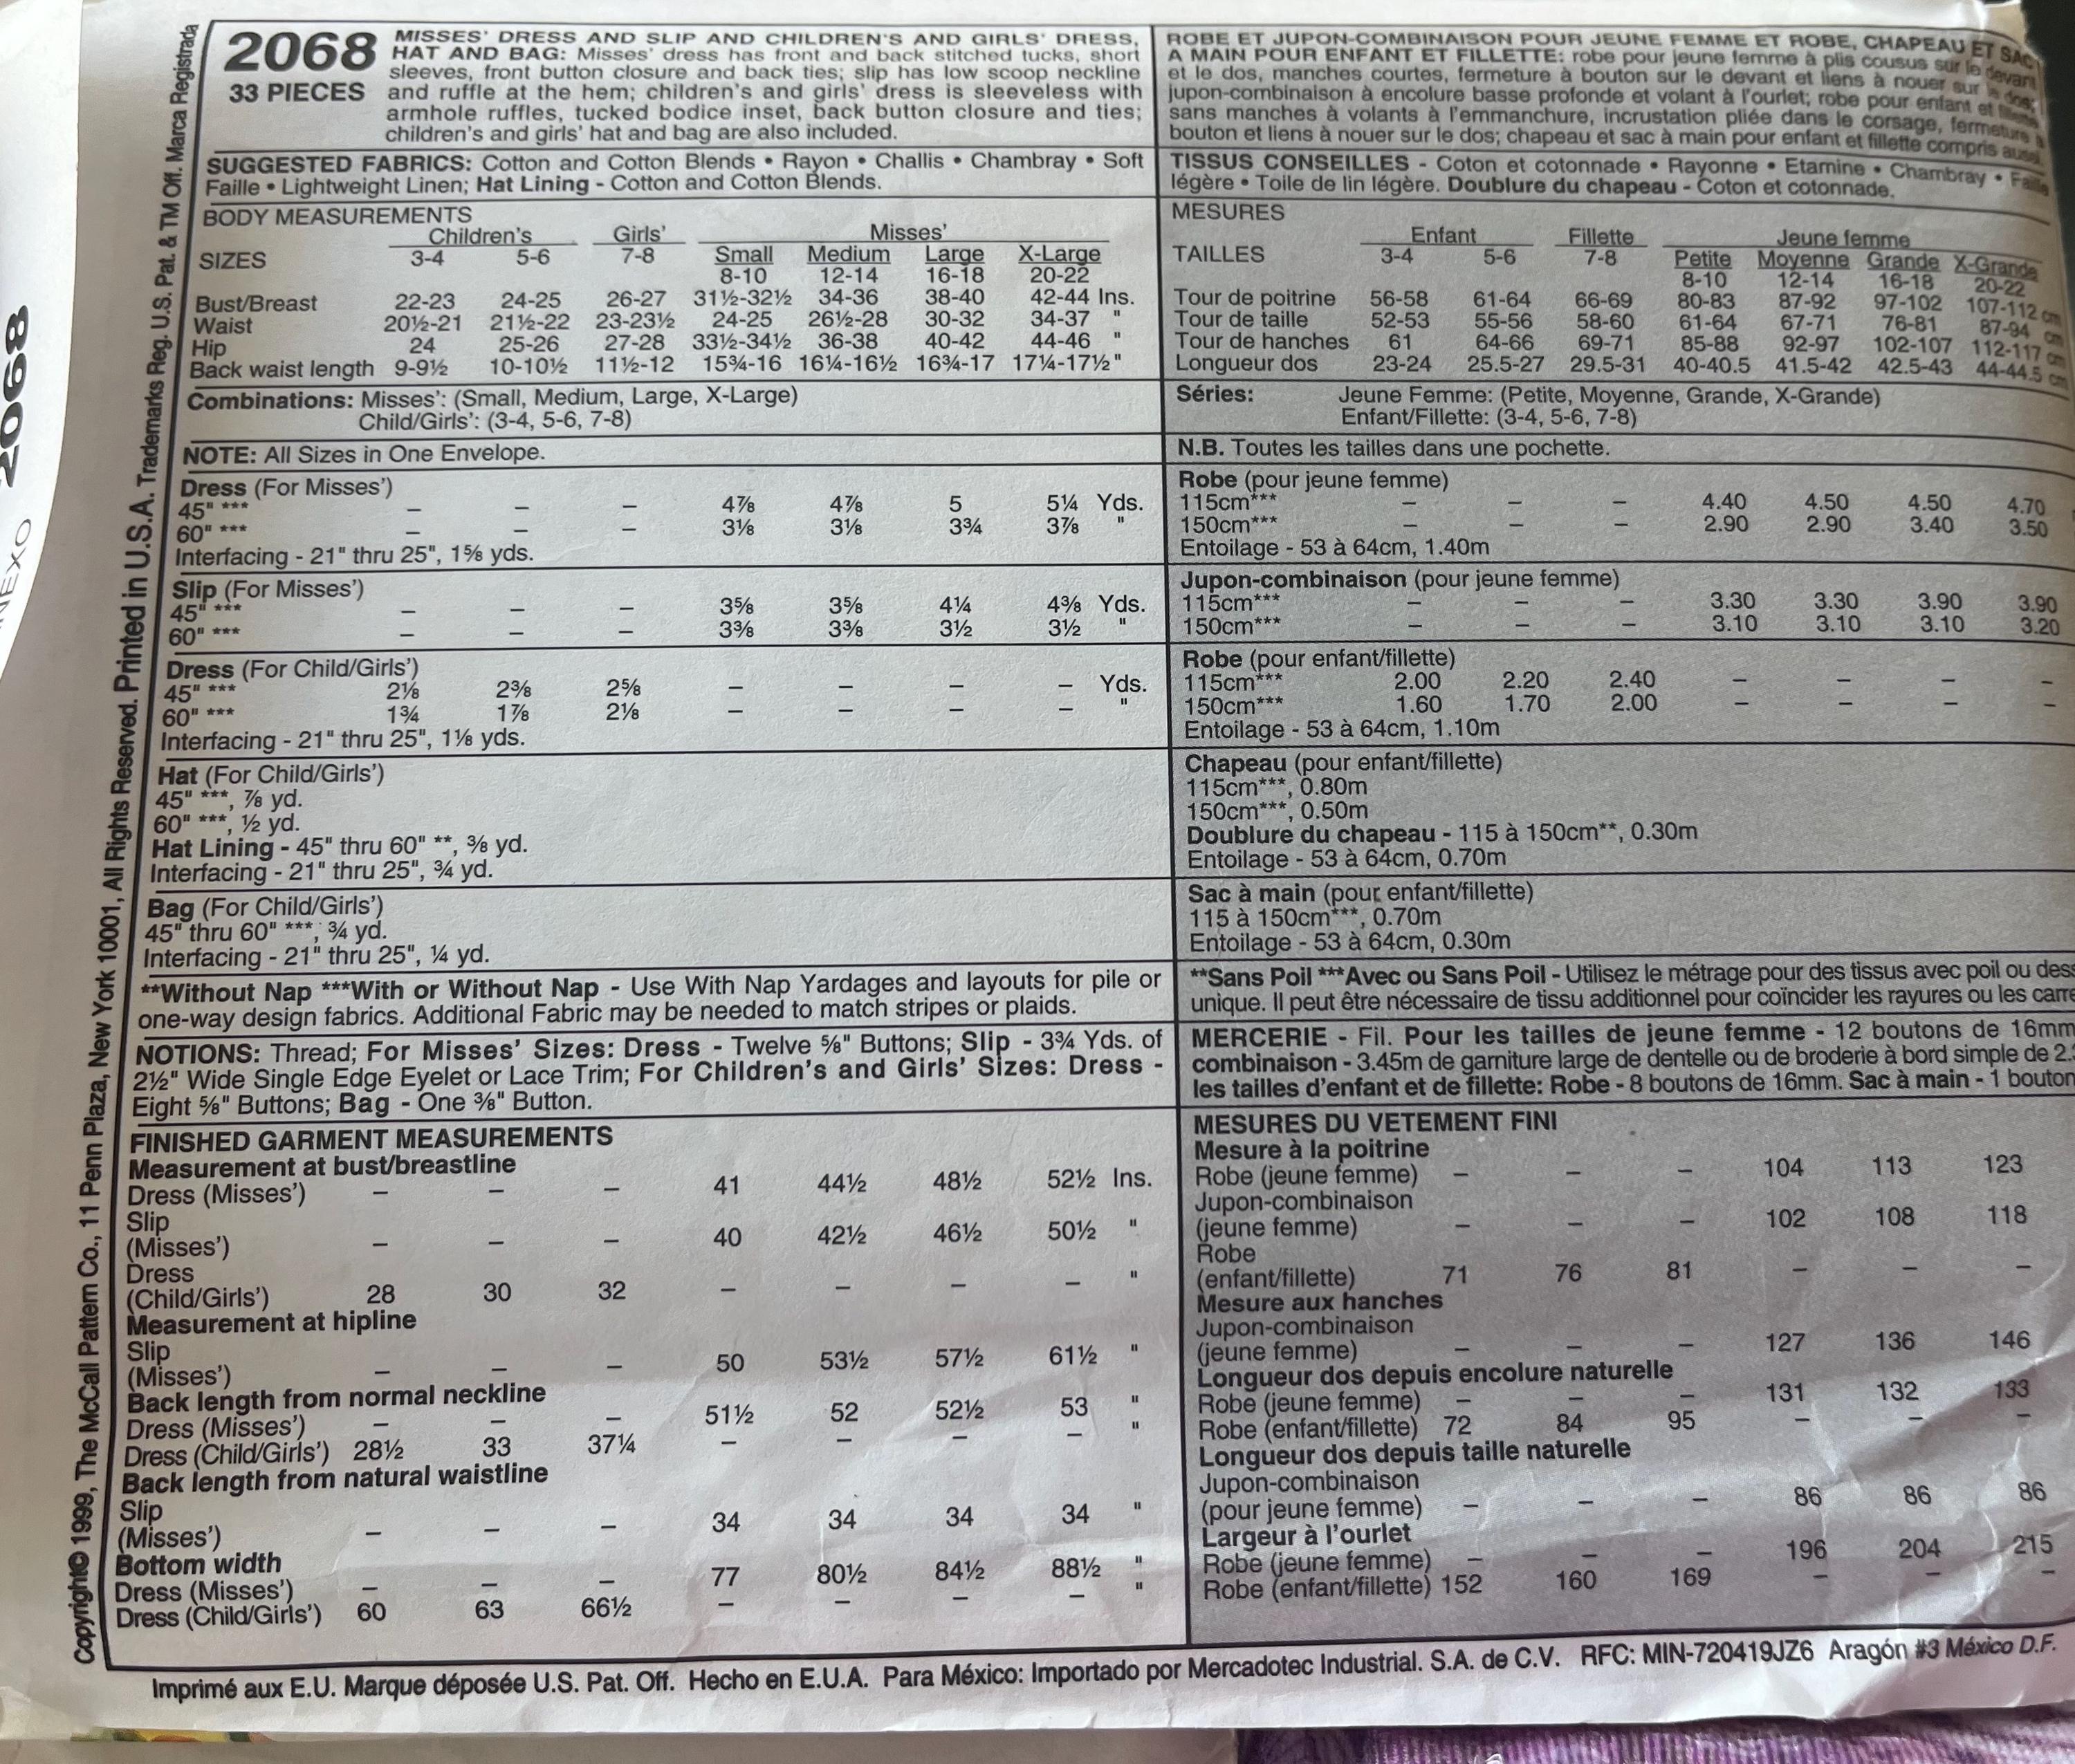 2068
33 PIECES
MISSES' DRESS AND SLIP AND CHILDREN'S AND GIRLS' DRESS,
HAT AND BAG: Misses' dress has front and back stitched tucks, short
sleeves, front button closure and back ties; slip has low scoop neckline
and ruffle at the hem; children's and girls' dress is sleeveless with
armhole ruffles, tucked bodice inset, back button closure and ties;
children's and girls' hat and bag are also included.
SUGGESTED FABRICS: Cotton and Cotton Blends • Rayon • Challis • Chambray • Soft
Faille • Lightweight Linen; Hat Lining - Cotton and Cotton Blends.
BODY MEASUREMENTS
Children's Girls' Misses'
SIZES 3-4 5-6 7-8 Small Medium Large X-Large
8-10 12-14 16-18 20-22
Bust/Breast 22-23 24-25 26-27 31½-32½ 34-36 38-40 42-44 Ins.
Waist 20½-21 21½-22 23-23½ 24-25 26½-28 30-32 34-37 "
Hip 24 25-26 27-28 33½-34½ 36-38 40-42 44-46 "
Back waist length 9-9½ 10-10½ 11½-12 15¾-16 16¼-16½ 16¾-17 17¼-17½ "
Combinations: Misses': (Small, Medium, Large, X-Large)
Child/Girls': (3-4, 5-6, 7-8)
NOTE: All Sizes in One Envelope.
Dress (For Misses')
45" *** – – – 4⅞ 4⅞ 5 5¼ Yds.
60" *** – – – 3⅛ 3⅛ 3¾ 3⅞ "
Interfacing - 21" thru 25", 1⅝ yds.
Slip (For Misses')
45" *** – – – 3⅝ 3⅝ 4¼ 4⅜ Yds.
60" *** – – – 3⅜ 3⅜ 3½ 3½ "
Dress (For Child/Girls')
45" *** 2⅛ 2⅜ 2⅝ – – – – Yds.
60" *** 1¾ 1⅞ 2⅛ – – – – "
Interfacing - 21" thru 25", 1⅛ yds.
Hat (For Child/Girls')
45" ***, ⅞ yd.
60" ***, ½ yd.
Hat Lining - 45" thru 60" **, ⅜ yd.
Interfacing - 21" thru 25", ¾ yd.
Bag (For Child/Girls')
45" thru 60" ***, ¾ yd.
Interfacing - 21" thru 25", ¼ yd.
**Without Nap ***With or Without Nap - Use With Nap Yardages and layouts for pile or
one-way design fabrics. Additional Fabric may be needed to match stripes or plaids.
NOTIONS: Thread; For Misses' Sizes: Dress - Twelve ⅝" Buttons; Slip - 3¾ Yds. of
2½" Wide Single Edge Eyelet or Lace Trim; For Children's and Girls' Sizes: Dress -
Eight ⅝" Buttons; Bag - One ⅜" Button.
FINISHED GARMENT MEASUREMENTS
Measurement at bust/breastline
Dress (Misses') – – – 41 44½ 48½ 52½ Ins.
Slip
(Misses') – – – 40 42½ 46½ 50½ "
Dress
(Child/Girls') 28 30 32 – – – – "
Measurement at hipline
Slip
(Misses') – – – 50 53½ 57½ 61½ "
Back length from normal neckline
Dress (Misses') – – – 51½ 52 52½ 53 "
Dress (Child/Girls') 28½ 33 37¼ – – – – "
Back length from natural waistline
Slip
(Misses') – – – 34 34 34 34 "
Bottom width
Dress (Misses') – – – 77 80½ 84½ 88½ "
Dress (Child/Girls') 60 63 66½ – – – – "
ROBE ET JUPON-COMBINAISON POUR JEUNE FEMME ET ROBE, CHAPEAU ET SAC
A MAIN POUR ENFANT ET FILLETTE: robe pour jeune femme à plis cousus sur le devant
et le dos, manches courtes, fermeture à bouton sur le devant et liens à nouer sur le dos;
jupon-combinaison à encolure basse profonde et volant à l'ourlet; robe pour enfant et fillette
sans manches à volants à l'emmanchure, incrustation pliée dans le corsage, fermeture à
bouton et liens à nouer sur le dos; chapeau et sac à main pour enfant et fillette compris aussi.
TISSUS CONSEILLES - Coton et cotonnade • Rayonne • Etamine • Chambray • Faille
légère • Toile de lin légère. Doublure du chapeau - Coton et cotonnade.
MESURES
Enfant Fillette Jeune femme
TAILLES 3-4 5-6 7-8 Petite Moyenne Grande X-Grande
8-10 12-14 16-18 20-22
Tour de poitrine 56-58 61-64 66-69 80-83 87-92 97-102 107-112 cm
Tour de taille 52-53 55-56 58-60 61-64 67-71 76-81 87-94 cm
Tour de hanches 61 64-66 69-71 85-88 92-97 102-107 112-117 cm
Longueur dos 23-24 25.5-27 29.5-31 40-40.5 41.5-42 42.5-43 44-44.5 cm
Séries: Jeune Femme: (Petite, Moyenne, Grande, X-Grande)
Enfant/Fillette: (3-4, 5-6, 7-8)
N.B. Toutes les tailles dans une pochette.
Robe (pour jeune femme)
115cm*** – – – 4.40 4.50 4.50 4.70
150cm*** – – – 2.90 2.90 3.40 3.50
Entoilage - 53 à 64cm, 1.40m
Jupon-combinaison (pour jeune femme)
115cm*** – – – 3.30 3.30 3.90 3.90
150cm*** – – – 3.10 3.10 3.10 3.20
Robe (pour enfant/fillette)
115cm*** 2.00 2.20 2.40 – – – –
150cm*** 1.60 1.70 2.00 – – – –
Entoilage - 53 à 64cm, 1.10m
Chapeau (pour enfant/fillette)
115cm***, 0.80m
150cm***, 0.50m
Doublure du chapeau - 115 à 150cm**, 0.30m
Entoilage - 53 à 64cm, 0.70m
Sac à main (pour enfant/fillette)
115 à 150cm***, 0.70m
Entoilage - 53 à 64cm, 0.30m
**Sans Poil ***Avec ou Sans Poil - Utilisez le métrage pour des tissus avec poil ou
unique. Il peut être nécessaire de tissu additionnel pour coïncider les rayures ou les
MERCERIE - Fil. Pour les tailles de jeune femme - 12 boutons de 16mm
combinaison - 3.45m de garniture large de dentelle ou de broderie à bord simple de
les tailles d'enfant et de fillette: Robe - 8 boutons de 16mm. Sac à main - 1 bouton
MESURES DU VETEMENT FINI
Mesure à la poitrine
Robe (jeune femme) – – – 104 113 123
Jupon-combinaison
(jeune femme) – – – 102 108 118
Robe
(enfant/fillette) 71 76 81 – – –
Mesure aux hanches
Jupon-combinaison
(jeune femme) – – – 127 136 146
Longueur dos depuis encolure naturelle
Robe (jeune femme) – – – 131 132 133
Robe (enfant/fillette) 72 84 95 – – –
Longueur dos depuis taille naturelle
Jupon-combinaison
(pour jeune femme) – – – 86 86 86
Largeur à l'ourlet
Robe (jeune femme) – – – 196 204 215
Robe (enfant/fillette) 152 160 169 – – –
Imprimé aux E.U. Marque déposée U.S. Pat. Off. Hecho en E.U.A. Para México: Importado por Mercadotec Industrial. S.A. de C.V. RFC: MIN-720419JZ6 Aragón #3 México D.F.
Copyright© 1999, The McCall Pattern Co., 11 Penn Plaza, New York 10001, All Rights Reserved. Printed in U.S.A. Trademarks Reg. U.S. Pat. & TM Off. Marca Registrada
2068